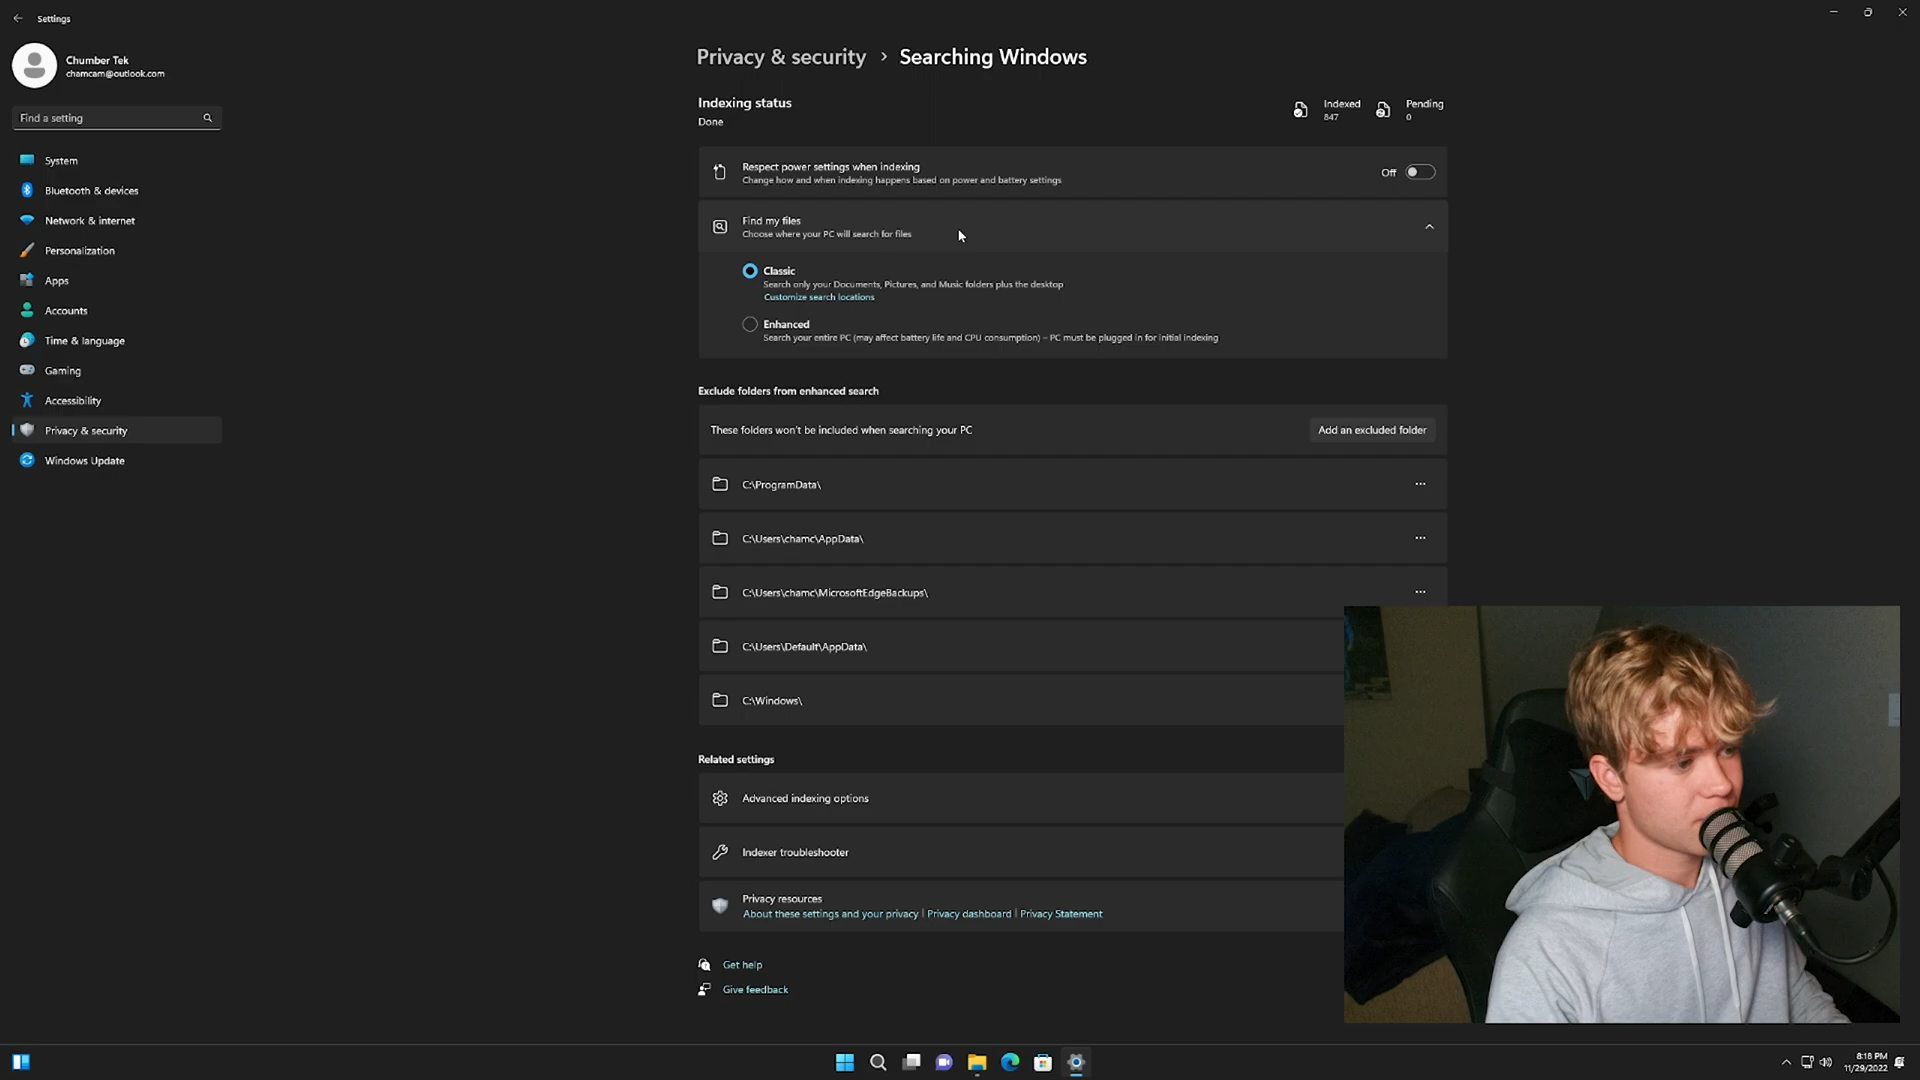 Settings
Chumber Tek
chamcam@outlook.com
Find a setting
System
Bluetooth & devices
Network & internet
Personalization
Apps
Accounts
Time & language
Gaming
Accessibility
Privacy & security
Windows Update
Privacy & security > Searching Windows
Indexing status
Done
Indexed
847
Pending
0
Respect power settings when indexing
Change how and when indexing happens based on power and battery settings
Off
Find my files
Choose where your PC will search for files
Classic
Search only your Documents, Pictures, and Music folders plus the desktop
Customize search locations
Enhanced
Search your entire PC (may affect battery life and CPU consumption) – PC must be plugged in for initial indexing
Exclude folders from enhanced search
These folders won't be included when searching your PC
Add an excluded folder
C:\ProgramData\
C:\Users\chamc\AppData\
C:\Users\chamc\MicrosoftEdgeBackups\
C:\Users\Default\AppData\
C:\Windows\
Related settings
Advanced indexing options
Indexer troubleshooter
Privacy resources
About these settings and your privacy | Privacy dashboard | Privacy Statement
Get help
Give feedback
8:18 PM
11/29/2022